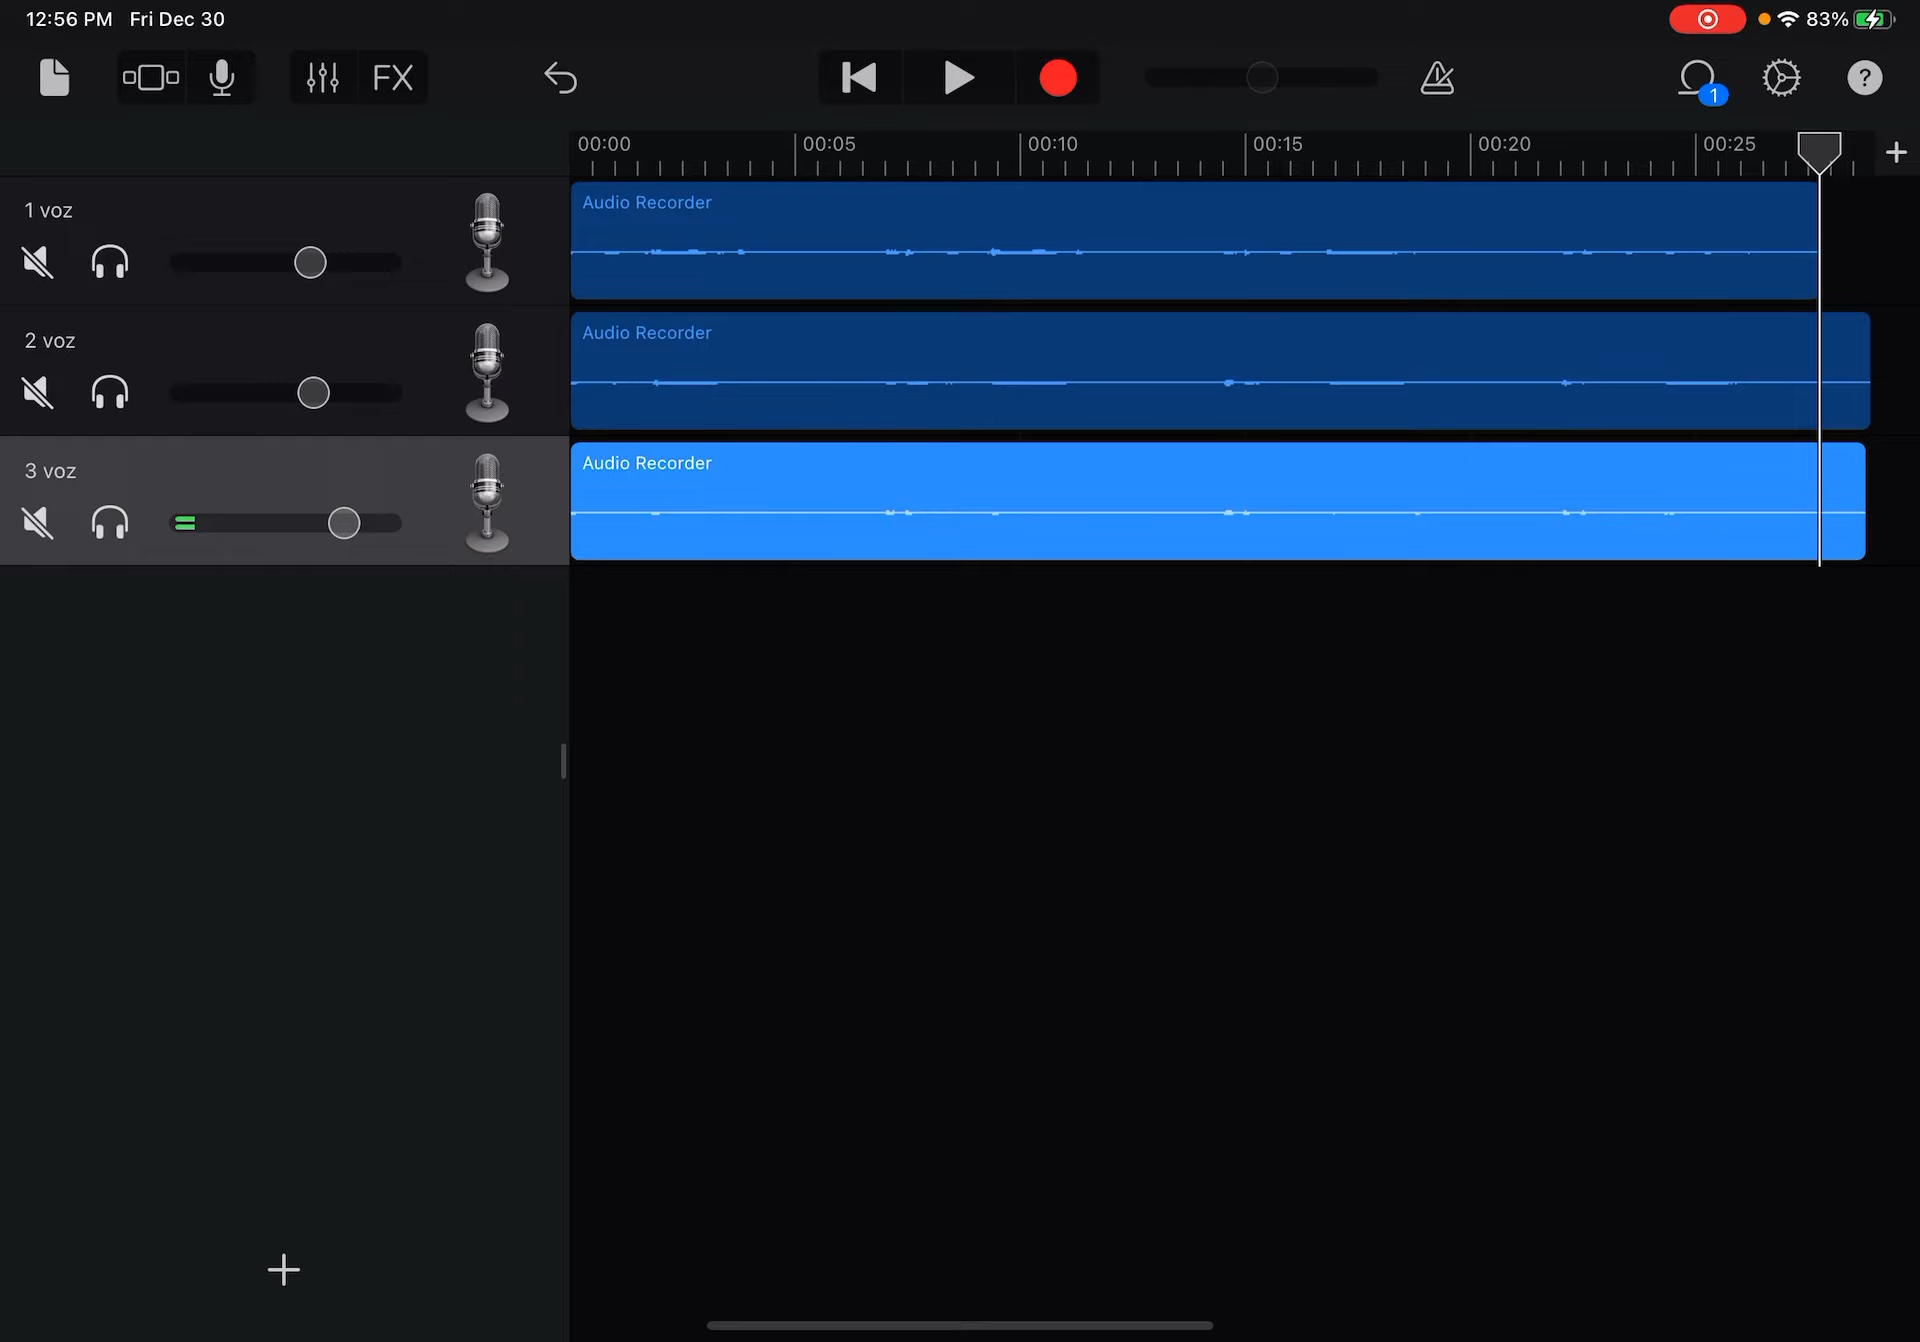 12:56 PM Fri Dec 30
83%
FX
1
?
00:00 00:05 00:10 00:15 00:20 00:25
1 voz
Audio Recorder
2 voz
Audio Recorder
3 voz
Audio Recorder